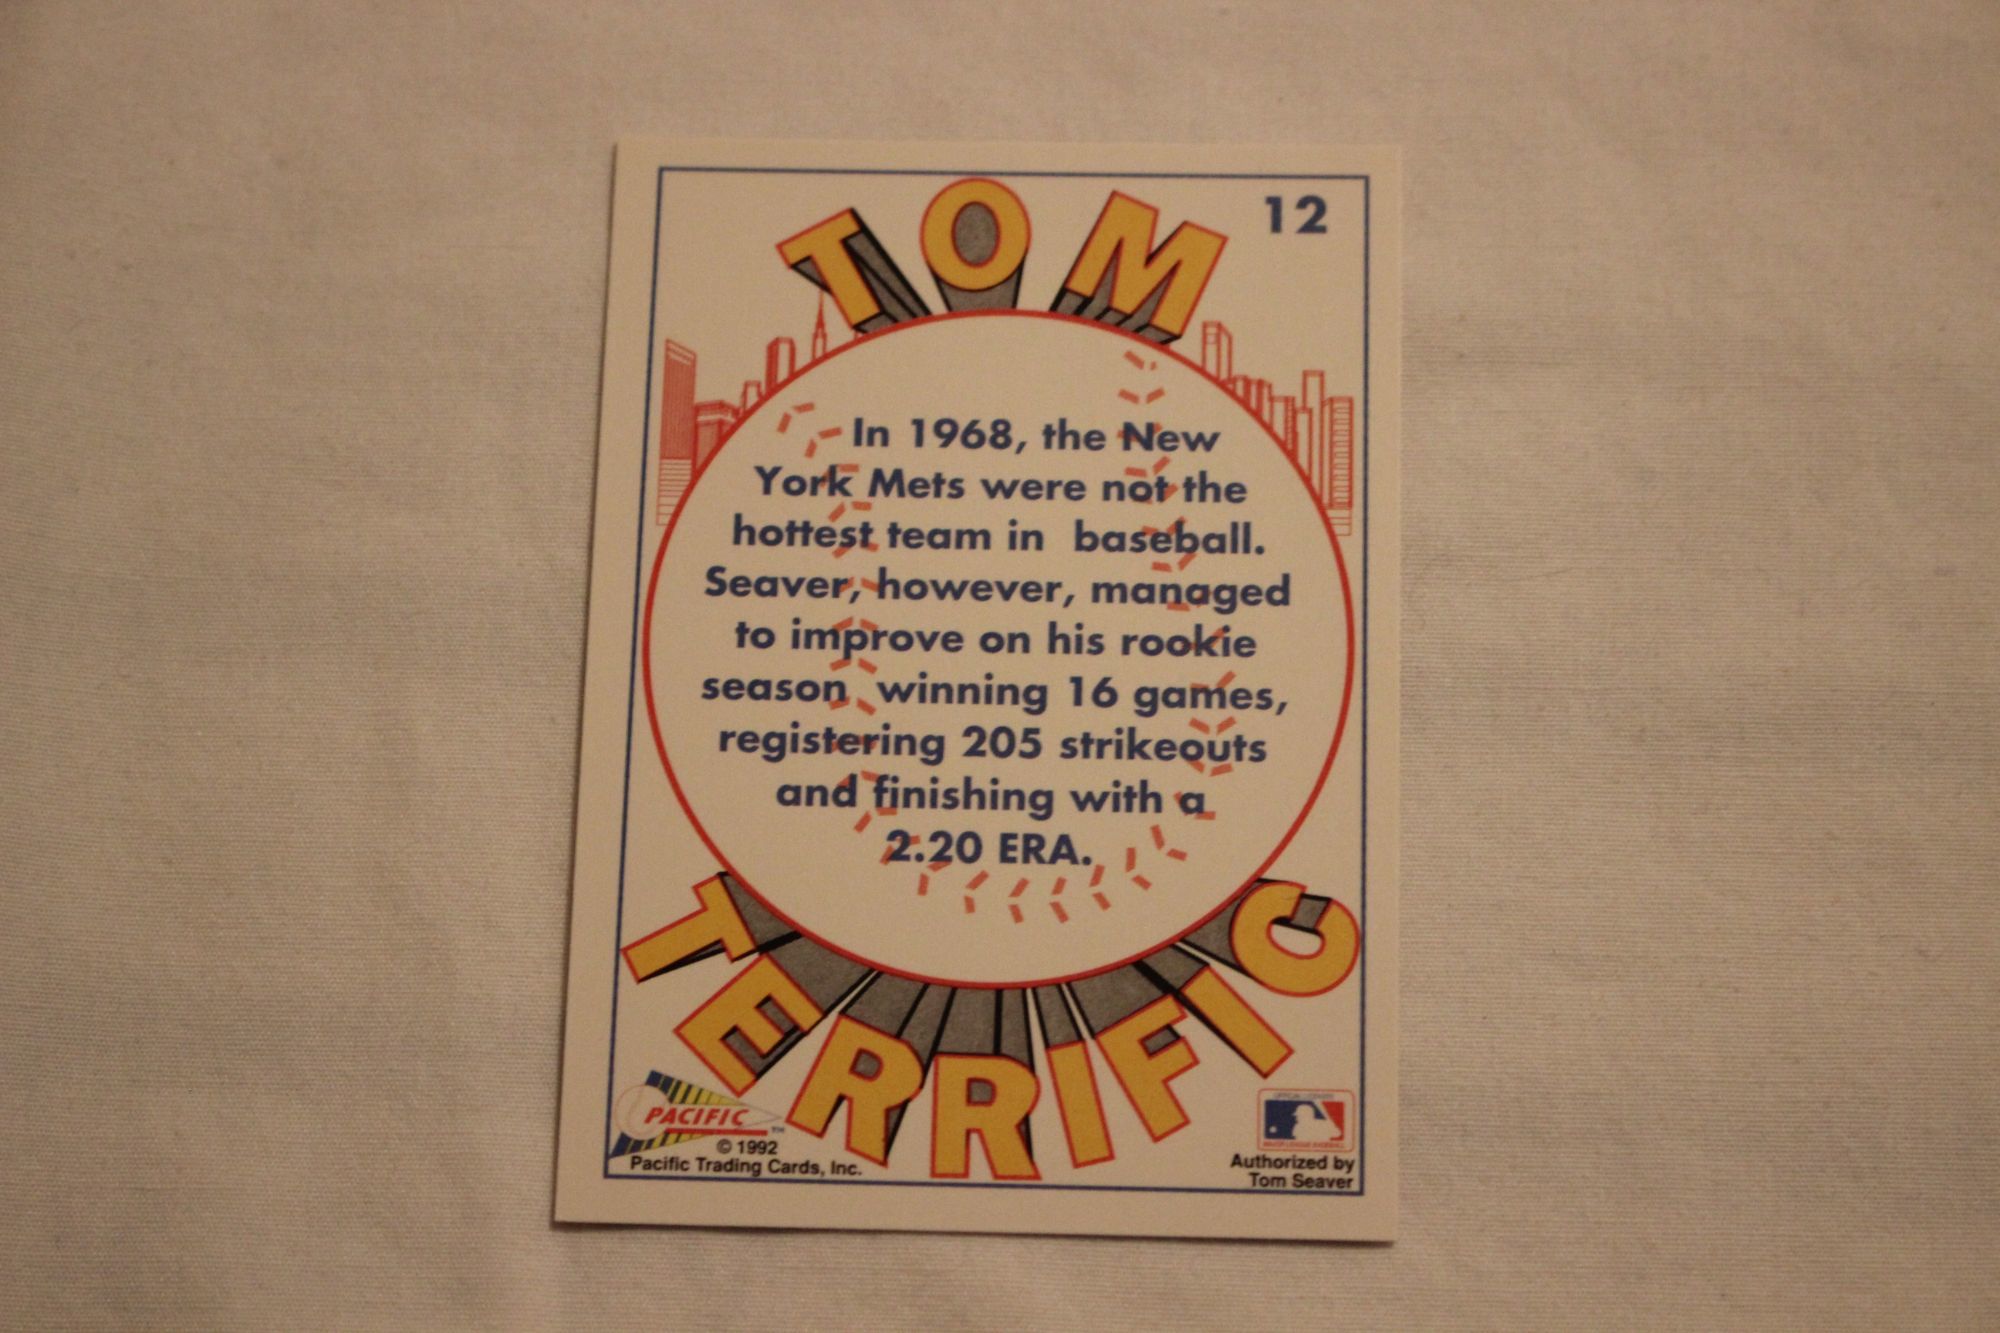 12
TOM
In 1968, the New
York Mets were not the
hottest team in baseball.
Seaver, however, managed
to improve on his rookie
season winning 16 games,
registering 205 strikeouts
and finishing with a
2.20 ERA.
TERRIFIC
PACIFIC TM
© 1992
Pacific Trading Cards, Inc.
Authorized by
Tom Seaver